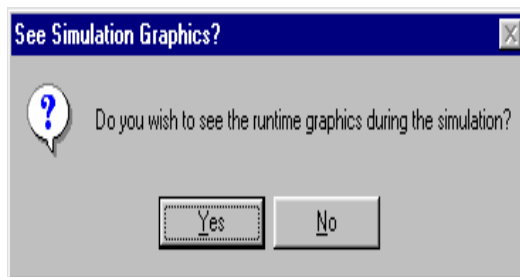 See Simulation Graphics?
Do you wish to see the runtime graphics during the simulation?
Yes
No